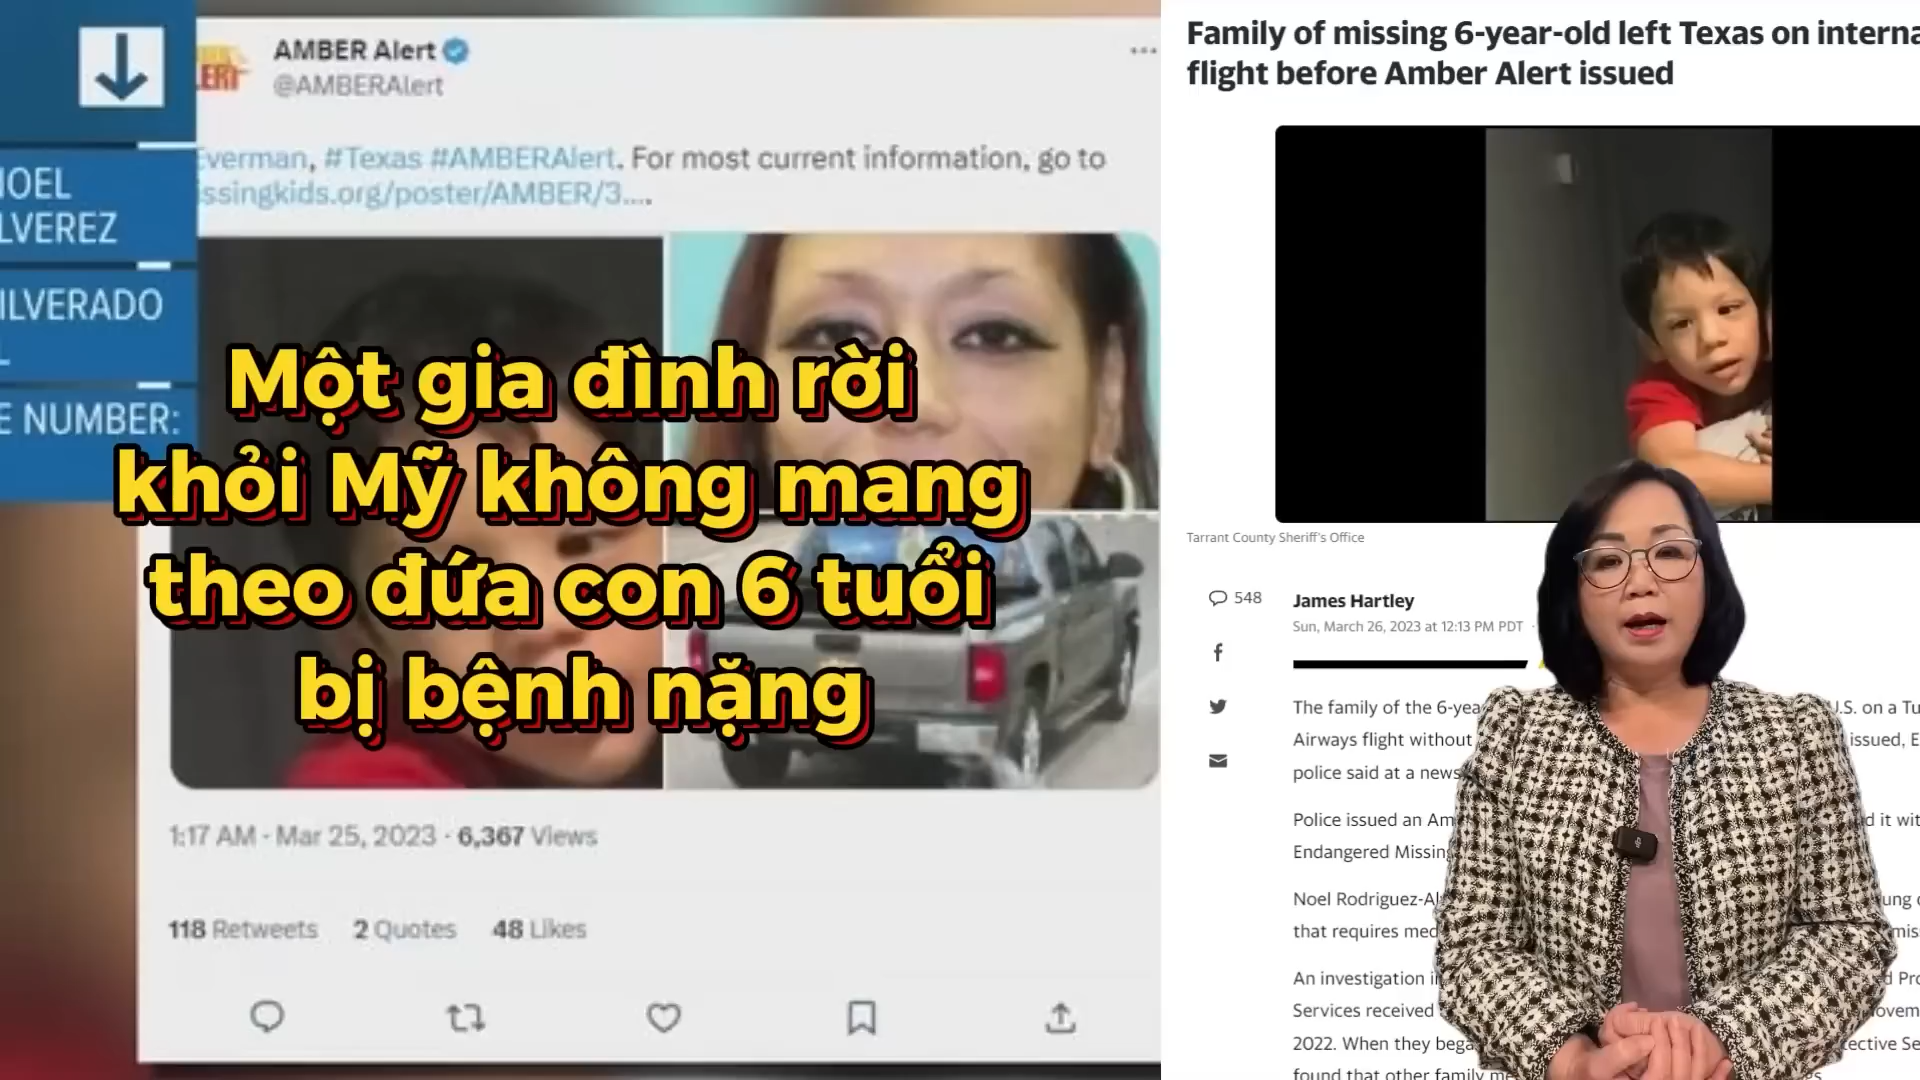 NOEL
LVEREZ
ILVERADO
E NUMBER:
ERT
AMBER Alert
@AMBERAlert
Everman, #Texas #AMBERAlert. For most current information, go to
issingkids.org/poster/AMBER/3....
Một gia đình rời
khỏi Mỹ không mang
theo đứa con 6 tuổi
bị bệnh nặng
1:17 AM - Mar 25, 2023 · 6,367 Views
118 Retweets 2 Quotes 48 Likes
Family of missing 6-year-old left Texas on interna
flight before Amber Alert issued
Tarrant County Sheriff's Office
548
James Hartley
Sun, March 26, 2023 at 12:13 PM PDT ·
The family of the 6-yea U.S. on a Tu
Airways flight without issued, E
police said at a news
Police issued an Am d it wit
Endangered Missin
Noel Rodriguez-Al ung
that requires med mis
An investigation i d Pro
Services received ovem
2022. When they bega ective Se
found that other family me